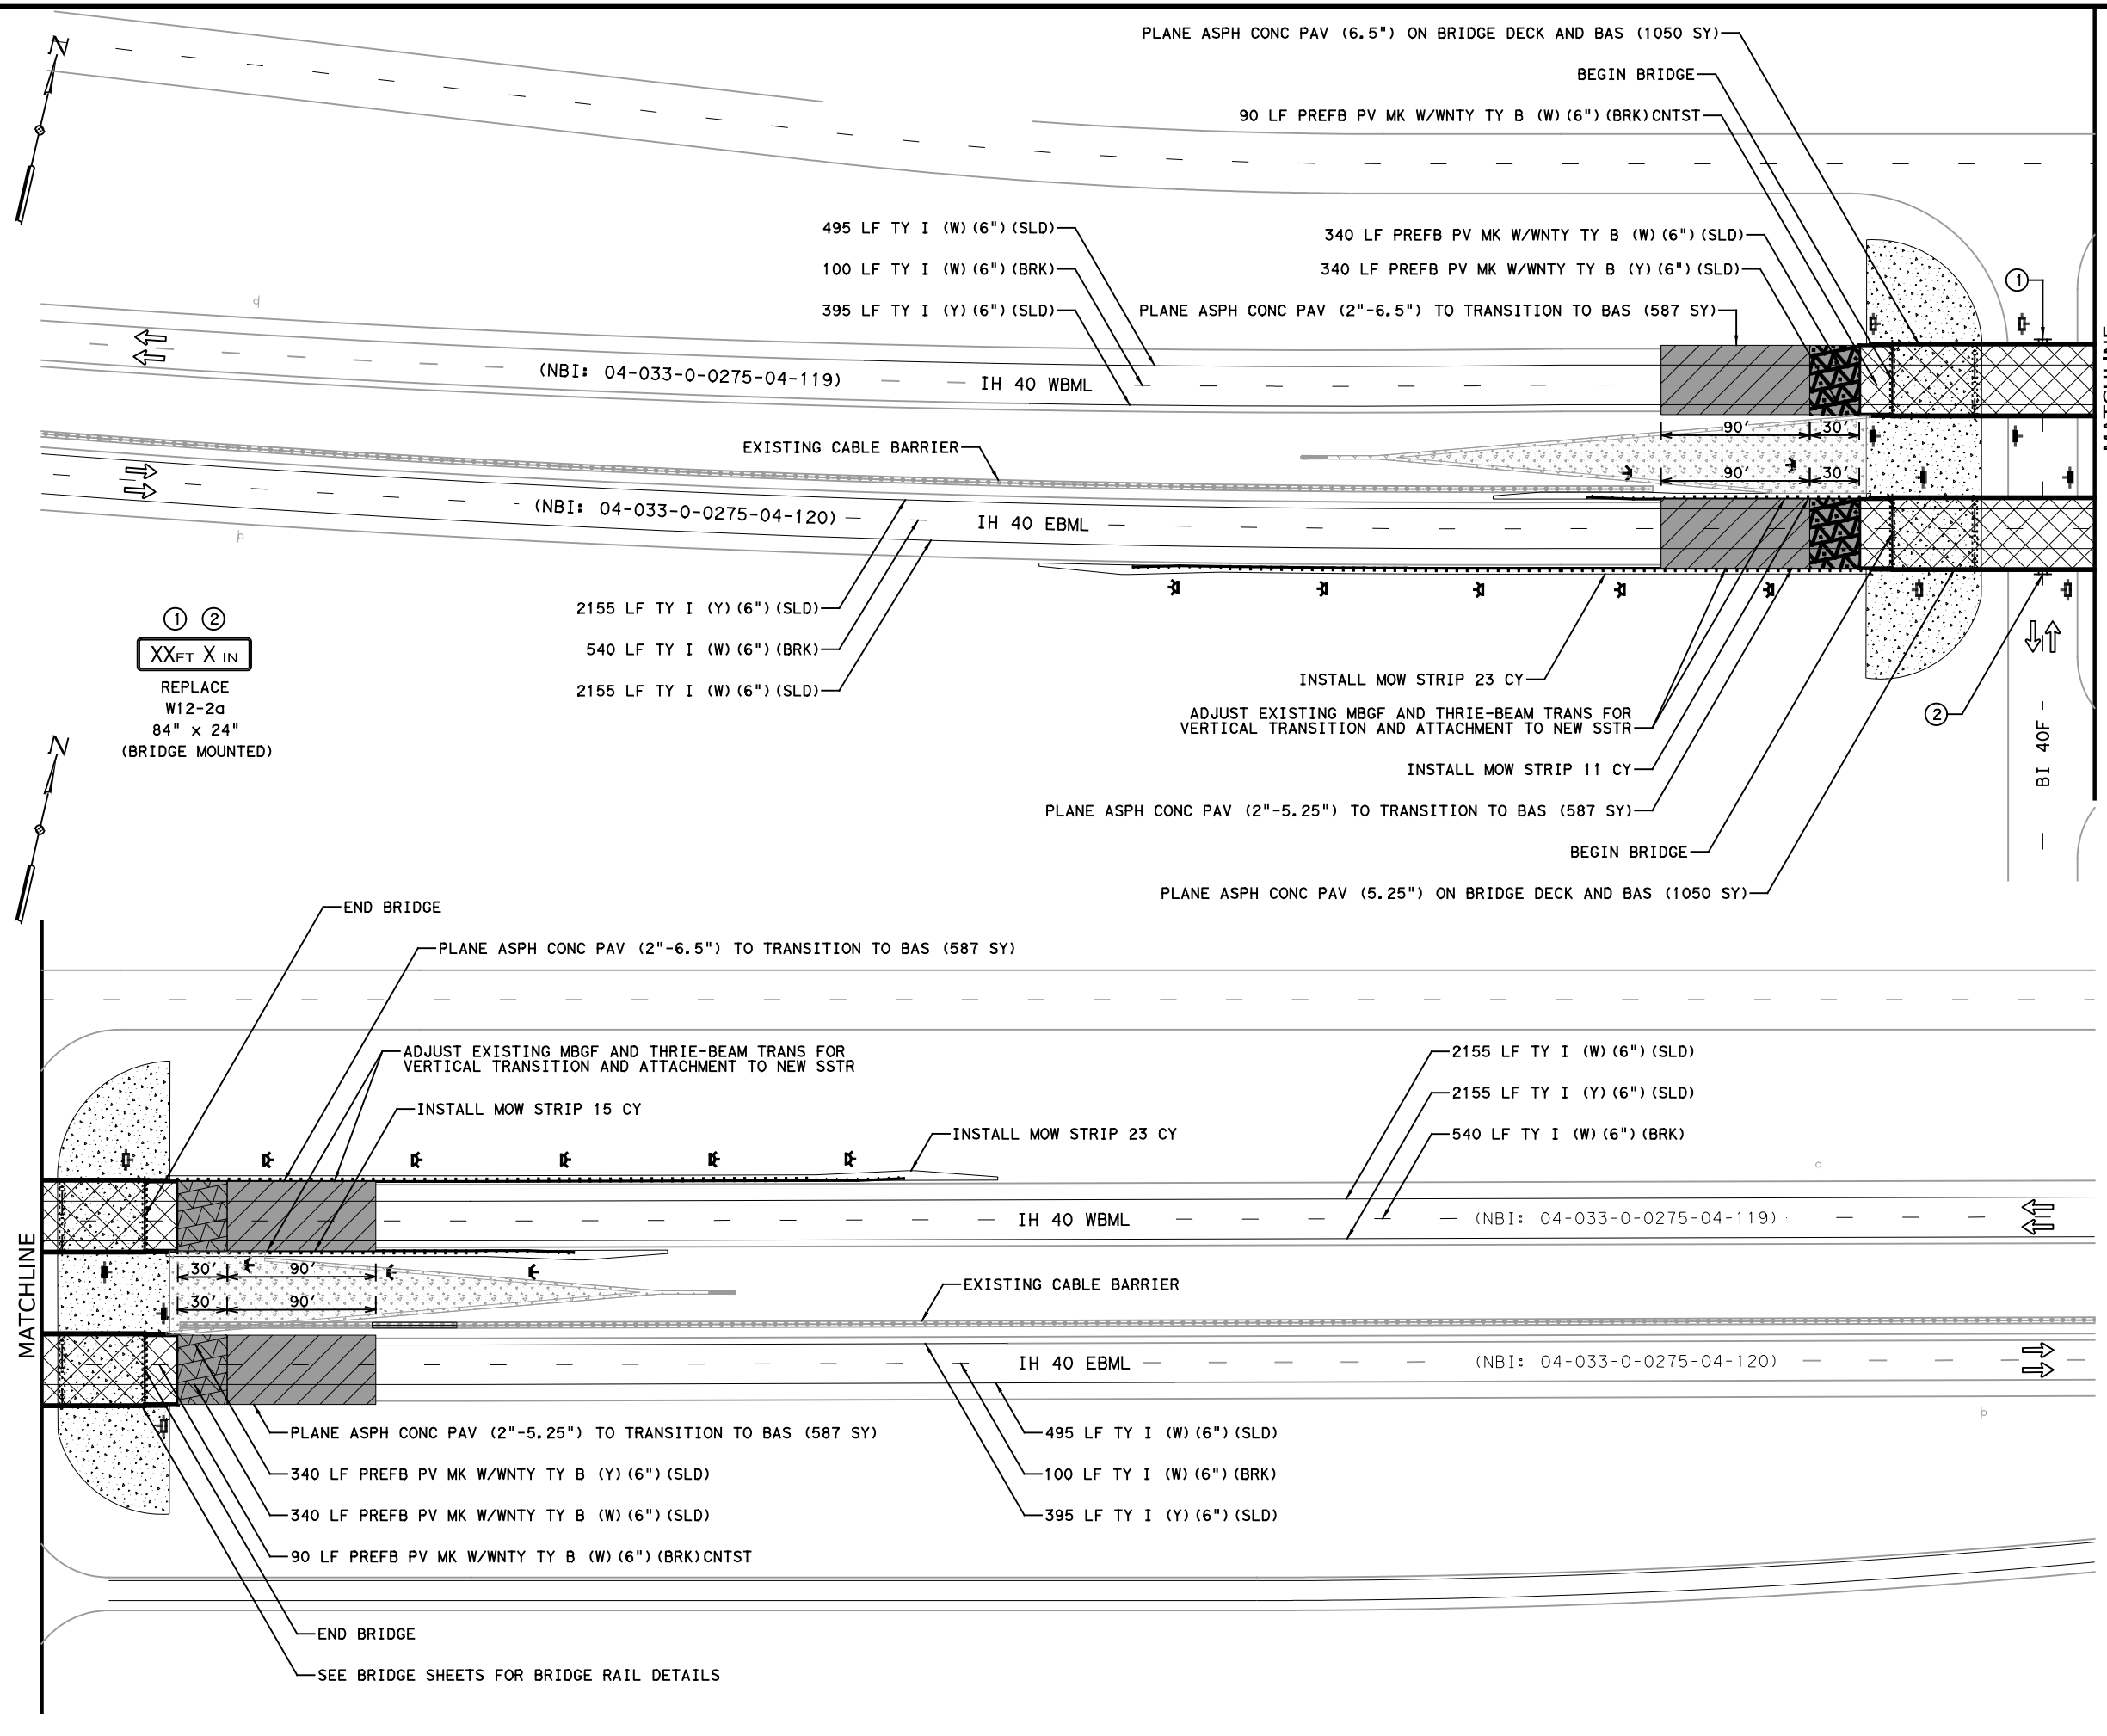 N
PLANE ASPH CONC PAV (6.5") ON BRIDGE DECK AND BAS (1050 SY)
BEGIN BRIDGE
90 LF PREFB PV MK W/WNTY TY B (W)(6")(BRK)CNTST
495 LF TY I (W)(6")(SLD)
100 LF TY I (W)(6")(BRK)
395 LF TY I (Y)(6")(SLD)
340 LF PREFB PV MK W/WNTY TY B (W)(6")(SLD)
340 LF PREFB PV MK W/WNTY TY B (Y)(6")(SLD)
PLANE ASPH CONC PAV (2"-6.5") TO TRANSITION TO BAS (587 SY)
1
(NBI: 04-033-0-0275-04-119)
IH 40 WBML
EXISTING CABLE BARRIER
90' 30'
90' 30'
(NBI: 04-033-0-0275-04-120)
IH 40 EBML
2155 LF TY I (Y)(6")(SLD)
540 LF TY I (W)(6")(BRK)
2155 LF TY I (W)(6")(SLD)
1 2
XXFT X IN
REPLACE
W12-2a
84" x 24"
(BRIDGE MOUNTED)
INSTALL MOW STRIP 23 CY
ADJUST EXISTING MBGF AND THRIE-BEAM TRANS FOR
VERTICAL TRANSITION AND ATTACHMENT TO NEW SSTR
INSTALL MOW STRIP 11 CY
PLANE ASPH CONC PAV (2"-5.25") TO TRANSITION TO BAS (587 SY)
BEGIN BRIDGE
PLANE ASPH CONC PAV (5.25") ON BRIDGE DECK AND BAS (1050 SY)
2
BI 40F
N
END BRIDGE
PLANE ASPH CONC PAV (2"-6.5") TO TRANSITION TO BAS (587 SY)
ADJUST EXISTING MBGF AND THRIE-BEAM TRANS FOR
VERTICAL TRANSITION AND ATTACHMENT TO NEW SSTR
INSTALL MOW STRIP 15 CY
INSTALL MOW STRIP 23 CY
2155 LF TY I (W)(6")(SLD)
2155 LF TY I (Y)(6")(SLD)
540 LF TY I (W)(6")(BRK)
IH 40 WBML
(NBI: 04-033-0-0275-04-119)
MATCHLINE
30' 90'
30' 90'
EXISTING CABLE BARRIER
IH 40 EBML
(NBI: 04-033-0-0275-04-120)
PLANE ASPH CONC PAV (2"-5.25") TO TRANSITION TO BAS (587 SY)
340 LF PREFB PV MK W/WNTY TY B (Y)(6")(SLD)
340 LF PREFB PV MK W/WNTY TY B (W)(6")(SLD)
90 LF PREFB PV MK W/WNTY TY B (W)(6")(BRK)CNTST
495 LF TY I (W)(6")(SLD)
100 LF TY I (W)(6")(BRK)
395 LF TY I (Y)(6")(SLD)
END BRIDGE
SEE BRIDGE SHEETS FOR BRIDGE RAIL DETAILS